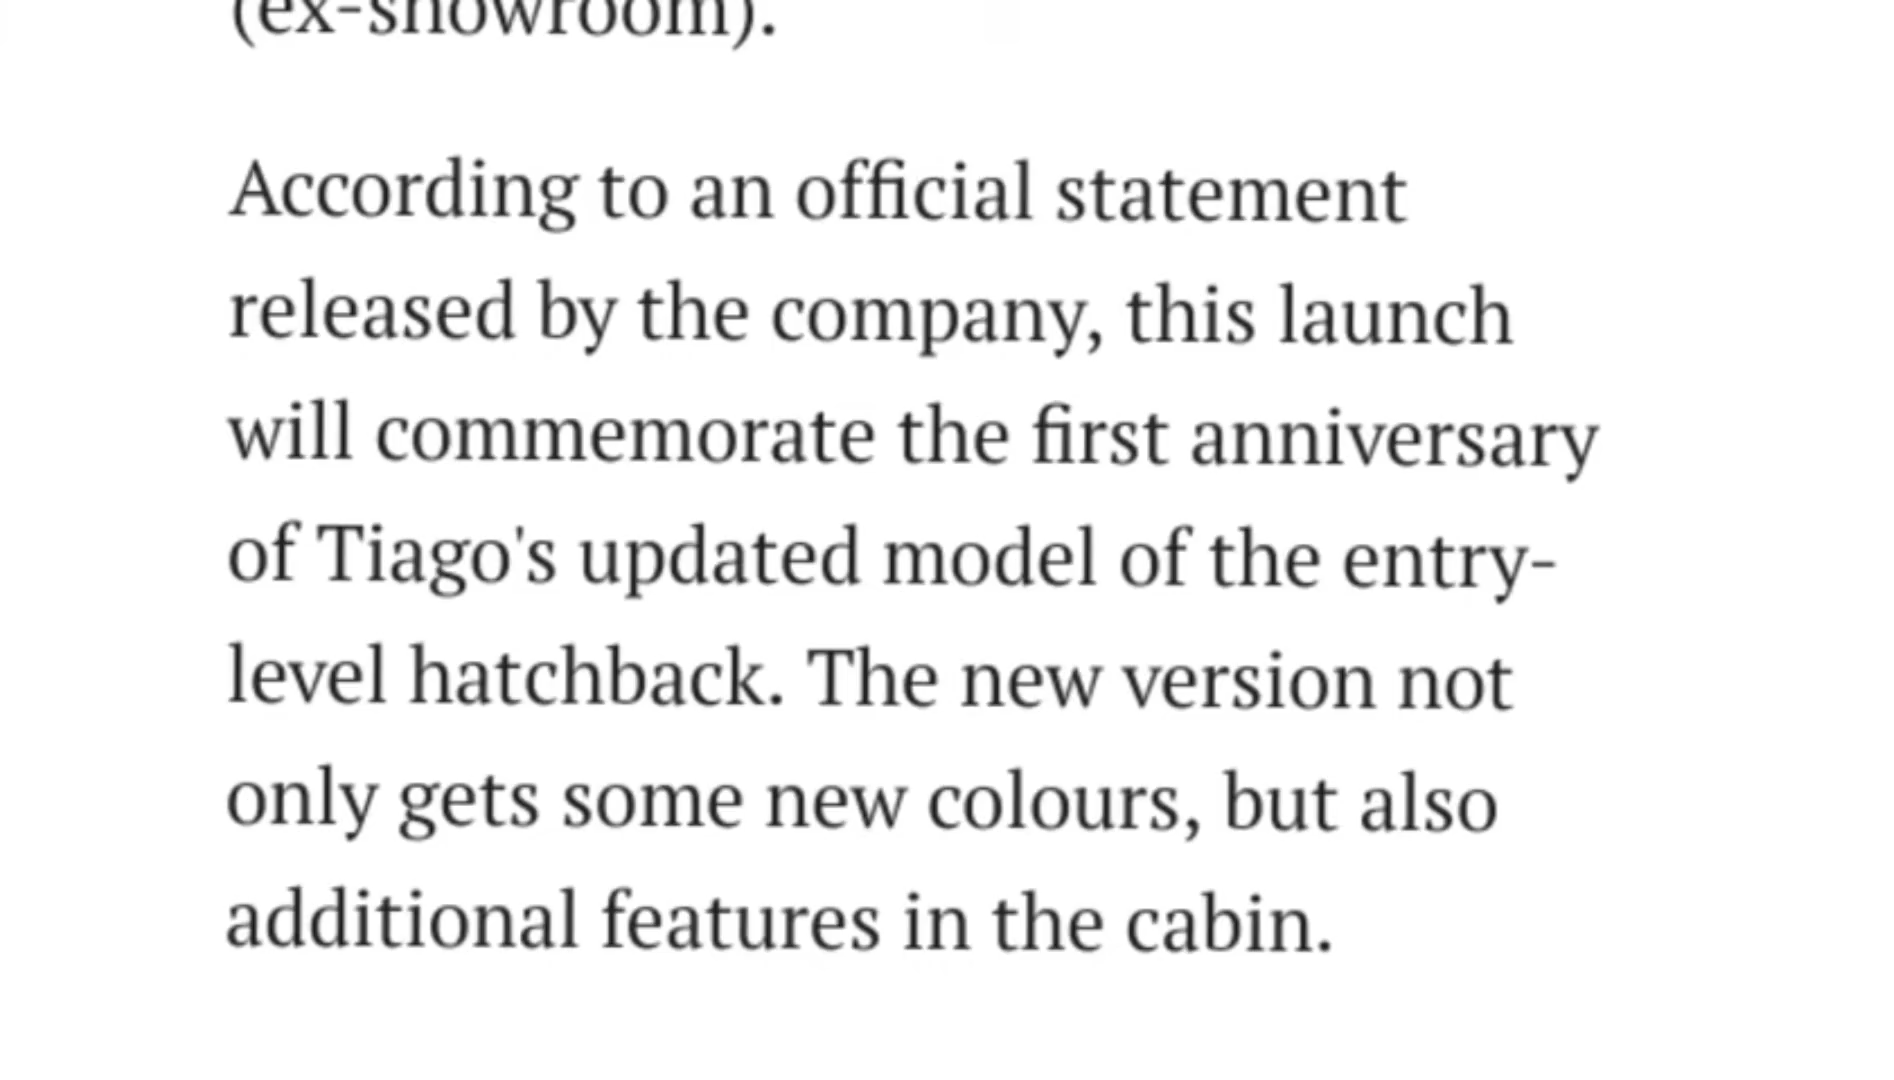 (ex-showroom).
According to an official statement
released by the company, this launch
will commemorate the first anniversary
of Tiago's updated model of the entry-
level hatchback. The new version not
only gets some new colours, but also
additional features in the cabin.